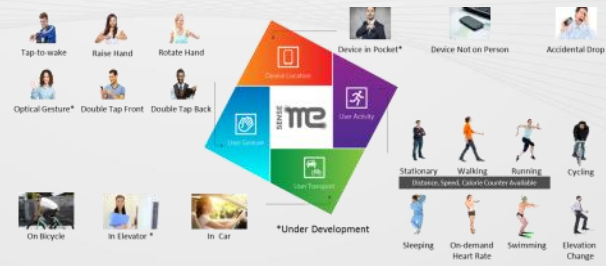 Tap-to-wake
Raise Hand
Rotate Hand
Optical Gesture*
Double Tap Front
Double Tap Back
Device Location
User Gesture
SENSE
me
User Activity
User Transport
Device in Pocket*
Device Not on Person
Accidental Drop
Stationary
Walking
Running
Cycling
Distance, Speed, Calorie Counter Available
Sleeping
On-demand
Heart Rate
Swimming
Elevation
Change
On Bicycle
In Elevator *
In Car
*Under Development